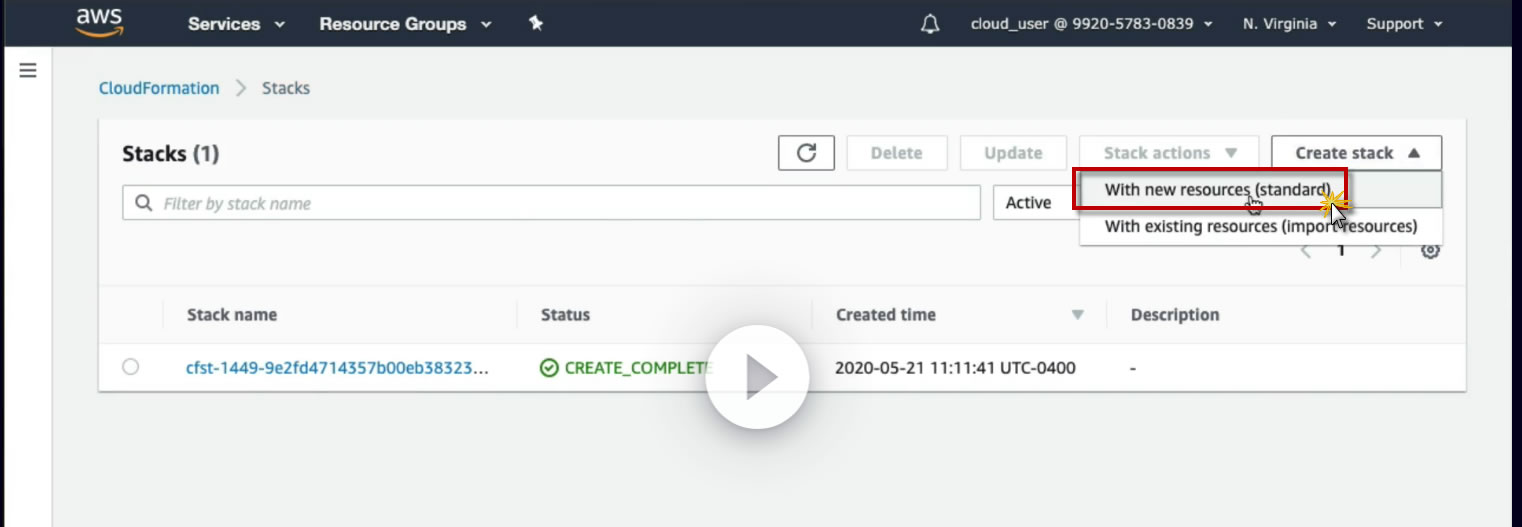 aws Services Resource Groups cloud_user @ 9920-5783-0839 N. Virginia Support
CloudFormation > Stacks
Stacks (1) Delete Update Stack actions Create stack
With new resources (standard)
Filter by stack name Active
With existing resources (import resources)
< 1 >
Stack name Status Created time Description
cfst-1449-9e2fd4714357b00eb38323... CREATE_COMPLETE 2020-05-21 11:11:41 UTC-0400 -